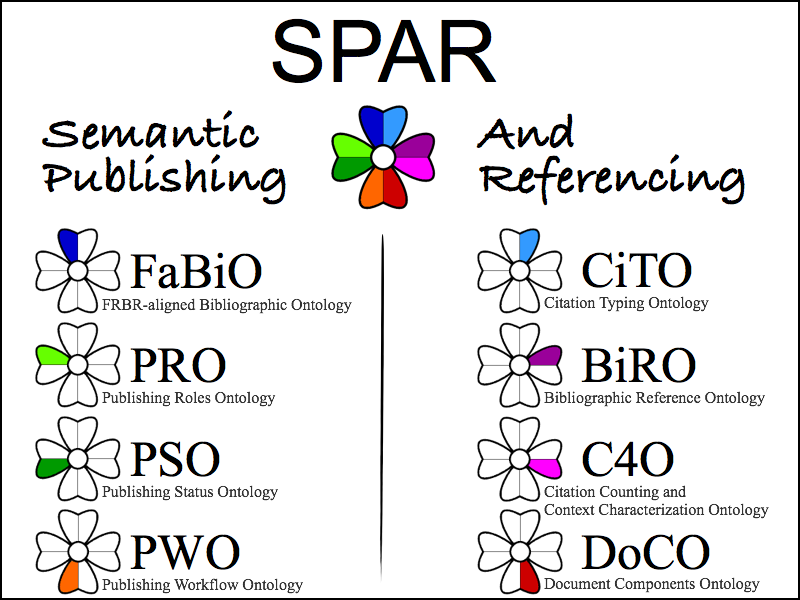 SPAR
Semantic
Publishing
And
Referencing
FaBiO
FRBR-aligned Bibliographic Ontology
PRO
Publishing Roles Ontology
PSO
Publishing Status Ontology
PWO
Publishing Workflow Ontology
CiTO
Citation Typing Ontology
BiRO
Bibliographic Reference Ontology
C4O
Citation Counting and
Context Characterization Ontology
DoCO
Document Components Ontology